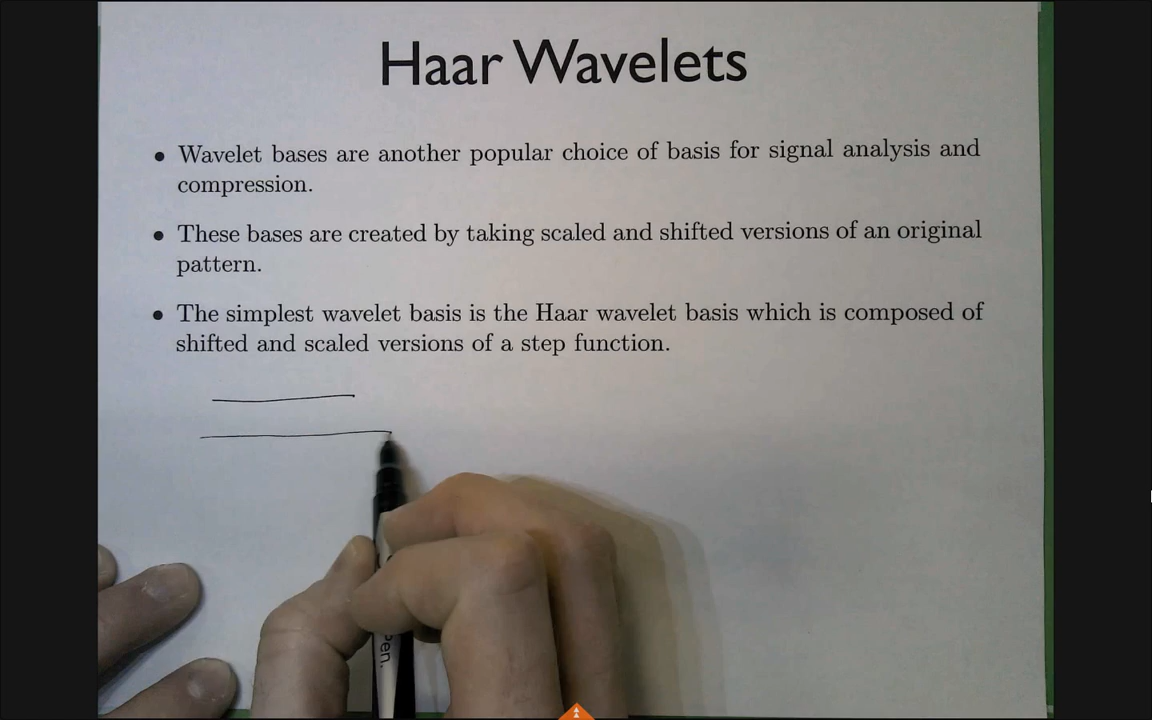 Haar Wavelets
• Wavelet bases are another popular choice of basis for signal analysis and
compression.
• These bases are created by taking scaled and shifted versions of an original
pattern.
• The simplest wavelet basis is the Haar wavelet basis which is composed of
shifted and scaled versions of a step function.
Pen.